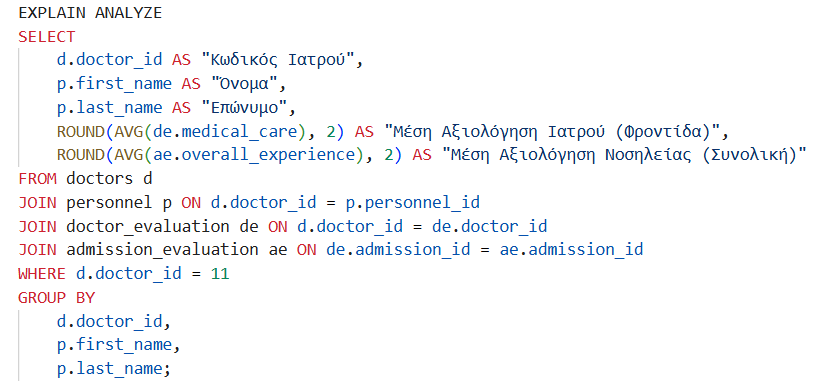 EXPLAIN ANALYZE
SELECT
d.doctor_id AS "Κωδικός Ιατρού",
p.first_name AS "Όνομα",
p.last_name AS "Επώνυμο",
ROUND(AVG(de.medical_care), 2) AS "Μέση Αξιολόγηση Ιατρού (Φροντίδα)",
ROUND(AVG(ae.overall_experience), 2) AS "Μέση Αξιολόγηση Νοσηλείας (Συνολική)"
FROM doctors d
JOIN personnel p ON d.doctor_id = p.personnel_id
JOIN doctor_evaluation de ON d.doctor_id = de.doctor_id
JOIN admission_evaluation ae ON de.admission_id = ae.admission_id
WHERE d.doctor_id = 11
GROUP BY
d.doctor_id,
p.first_name,
p.last_name;